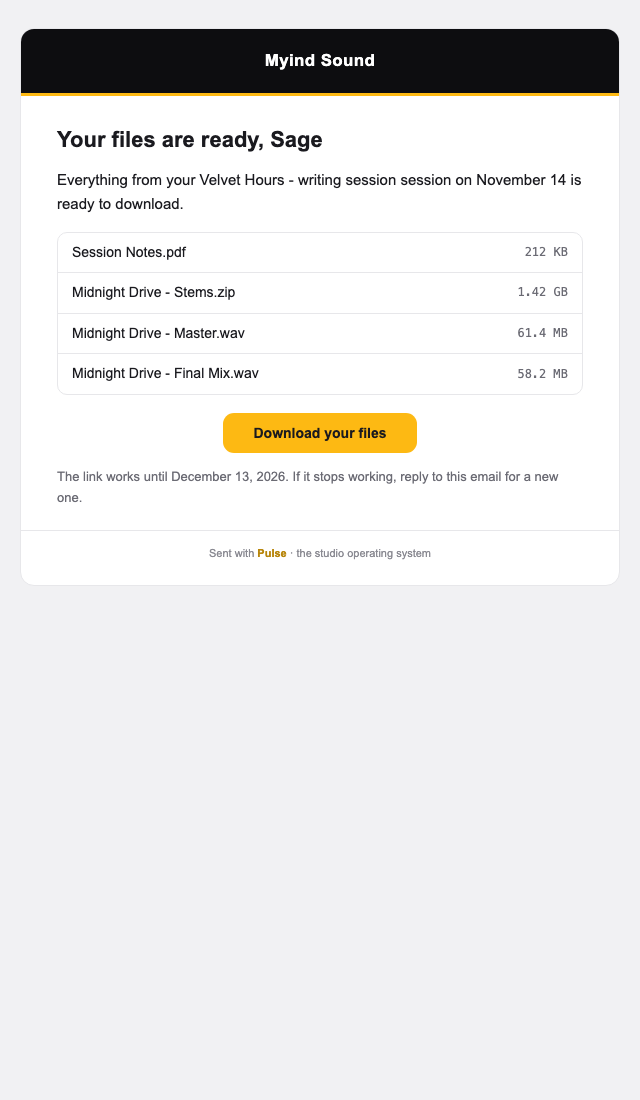 Myind Sound
Your files are ready, Sage
Everything from your Velvet Hours - writing session session on November 14 is
ready to download.
Session Notes.pdf 212 KB
Midnight Drive - Stems.zip 1.42 GB
Midnight Drive - Master.wav 61.4 MB
Midnight Drive - Final Mix.wav 58.2 MB
Download your files
The link works until December 13, 2026. If it stops working, reply to this email for a new
one.
Sent with Pulse · the studio operating system